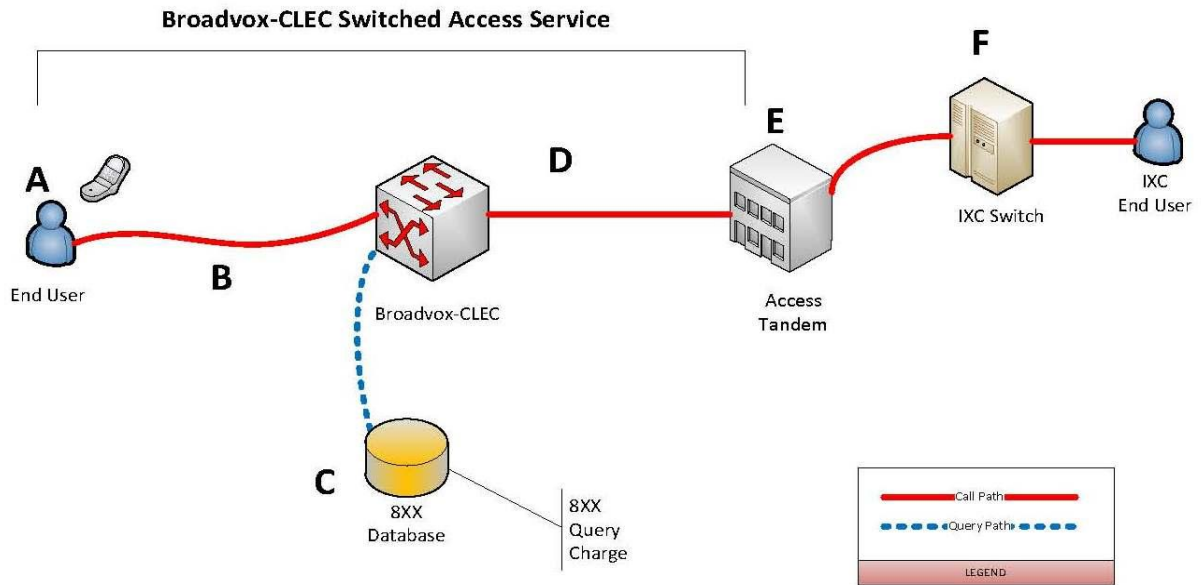 Broadvox-CLEC Switched Access Service
F
E
D
A
IXC
End User
IXC Switch
B
End User
Broadvox-CLEC
Access
Tandem
C
8XX
Database
8XX
Query
Charge
Call Path
Query Path
LEGEND